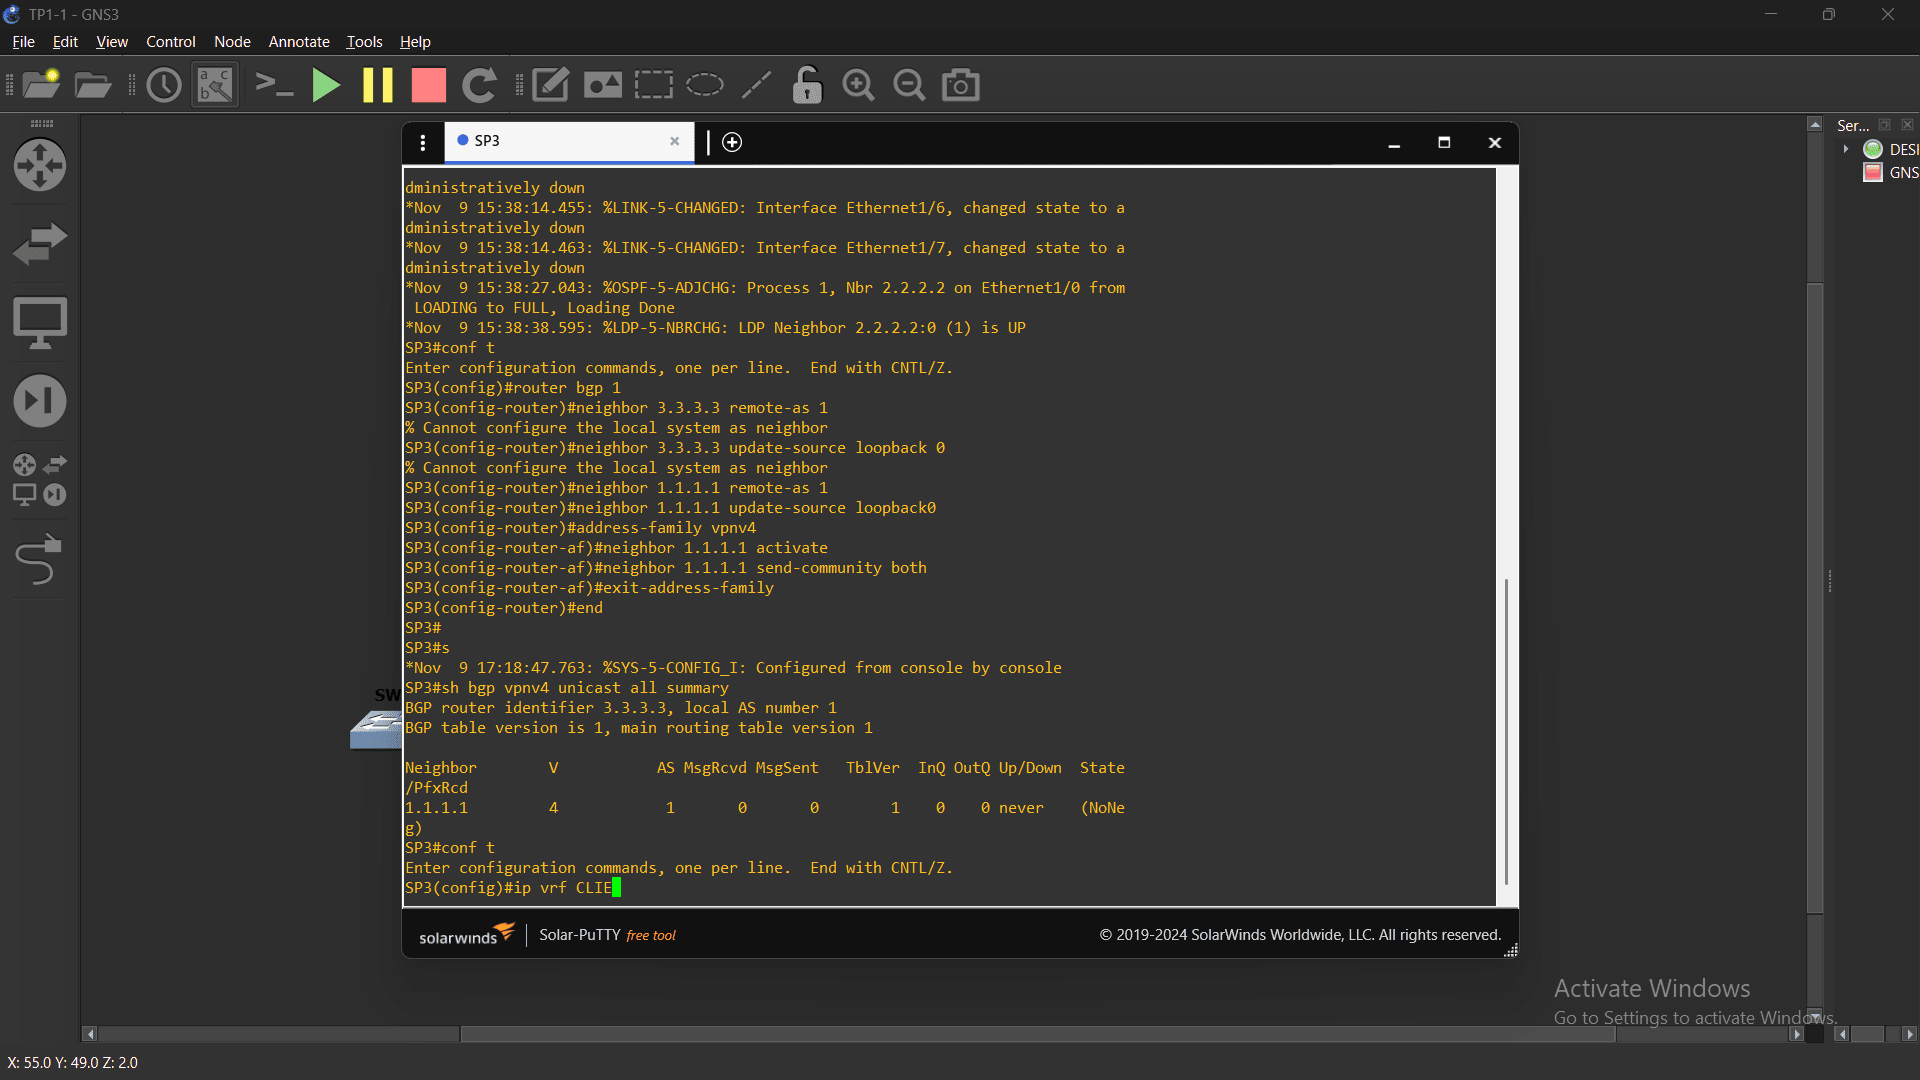 TP1-1 - GNS3
File Edit View Control Node Annotate Tools Help
a c
b
SP3
Ser...
DESI
GNS
dministratively down
*Nov  9 15:38:14.455: %LINK-5-CHANGED: Interface Ethernet1/6, changed state to a
dministratively down
*Nov  9 15:38:14.463: %LINK-5-CHANGED: Interface Ethernet1/7, changed state to a
dministratively down
*Nov  9 15:38:27.043: %OSPF-5-ADJCHG: Process 1, Nbr 2.2.2.2 on Ethernet1/0 from
 LOADING to FULL, Loading Done
*Nov  9 15:38:38.595: %LDP-5-NBRCHG: LDP Neighbor 2.2.2.2:0 (1) is UP
SP3#conf t
Enter configuration commands, one per line.  End with CNTL/Z.
SP3(config)#router bgp 1
SP3(config-router)#neighbor 3.3.3.3 remote-as 1
% Cannot configure the local system as neighbor
SP3(config-router)#neighbor 3.3.3.3 update-source loopback 0
% Cannot configure the local system as neighbor
SP3(config-router)#neighbor 1.1.1.1 remote-as 1
SP3(config-router)#neighbor 1.1.1.1 update-source loopback0
SP3(config-router)#address-family vpnv4
SP3(config-router-af)#neighbor 1.1.1.1 activate
SP3(config-router-af)#neighbor 1.1.1.1 send-community both
SP3(config-router-af)#exit-address-family
SP3(config-router)#end
SP3#
SP3#s
*Nov  9 17:18:47.763: %SYS-5-CONFIG_I: Configured from console by console
SP3#sh bgp vpnv4 unicast all summary
BGP router identifier 3.3.3.3, local AS number 1
BGP table version is 1, main routing table version 1
Neighbor        V           AS MsgRcvd MsgSent   TblVer  InQ OutQ Up/Down  State
/PfxRcd
1.1.1.1         4            1       0       0        1    0    0 never    (NoNe
g)
SP3#conf t
Enter configuration commands, one per line.  End with CNTL/Z.
SP3(config)#ip vrf CLIE
SW
solarwinds
Solar-PuTTY free tool
© 2019-2024 SolarWinds Worldwide, LLC. All rights reserved.
Activate Windows
Go to Settings to activate Windows.
X: 55.0 Y: 49.0 Z: 2.0